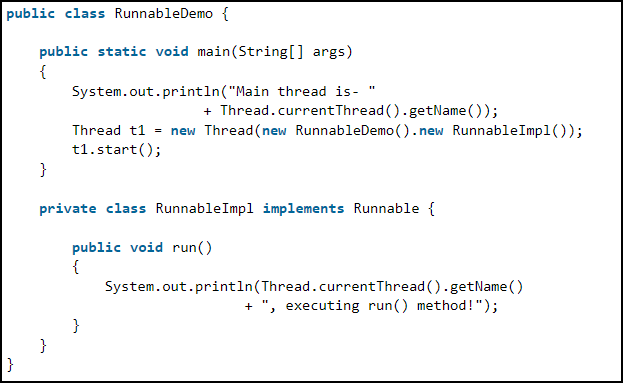 public class RunnableDemo {
public static void main(String[] args)
{
System.out.println("Main thread is- "
+ Thread.currentThread().getName());
Thread t1 = new Thread(new RunnableDemo().new RunnableImpl());
t1.start();
}
private class RunnableImpl implements Runnable {
public void run()
{
System.out.println(Thread.currentThread().getName()
+ ", executing run() method!");
}
}
}